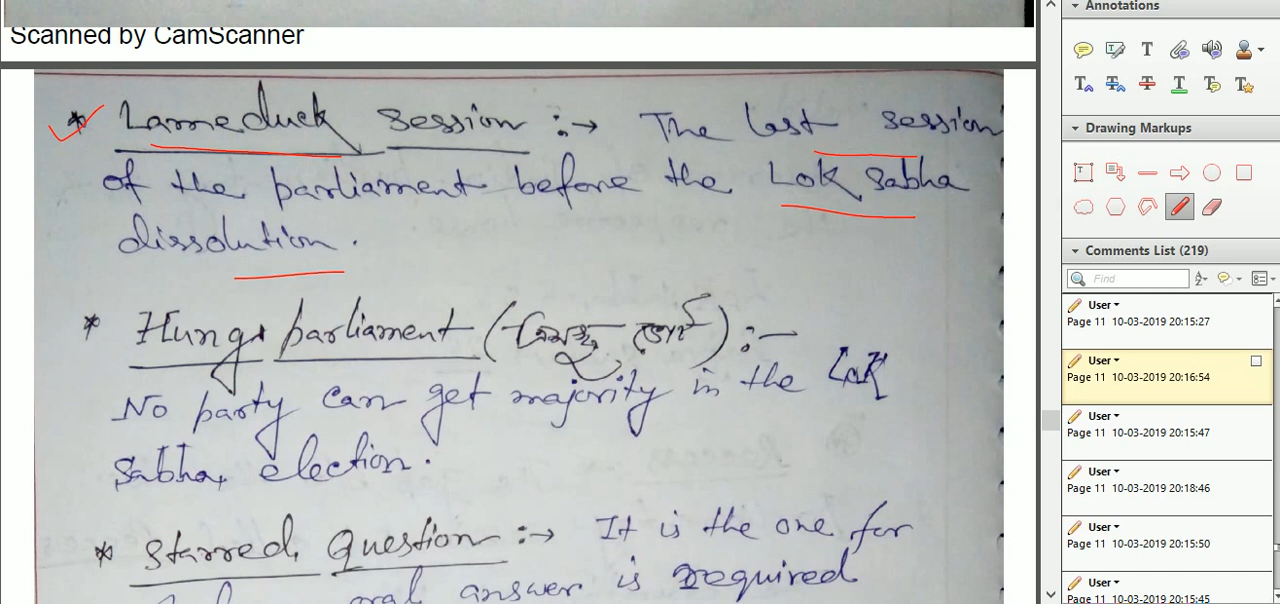 Scanned by CamScanner
* Lameduck session :→ The last session
of the parliament before the Lok Sabha
dissolution.
* Hung parliament ( ) :-
No party can get majority in the Lok
Sabha, election.
* Starred Question :→ It is the one for
oral answer is required
Annotations
Drawing Markups
Comments List (219)
Find
User
Page 11 10-03-2019 20:15:27
User
Page 11 10-03-2019 20:16:54
User
Page 11 10-03-2019 20:15:47
User
Page 11 10-03-2019 20:18:46
User
Page 11 10-03-2019 20:15:50
User
Page 11 10-03-2019 20:15:45